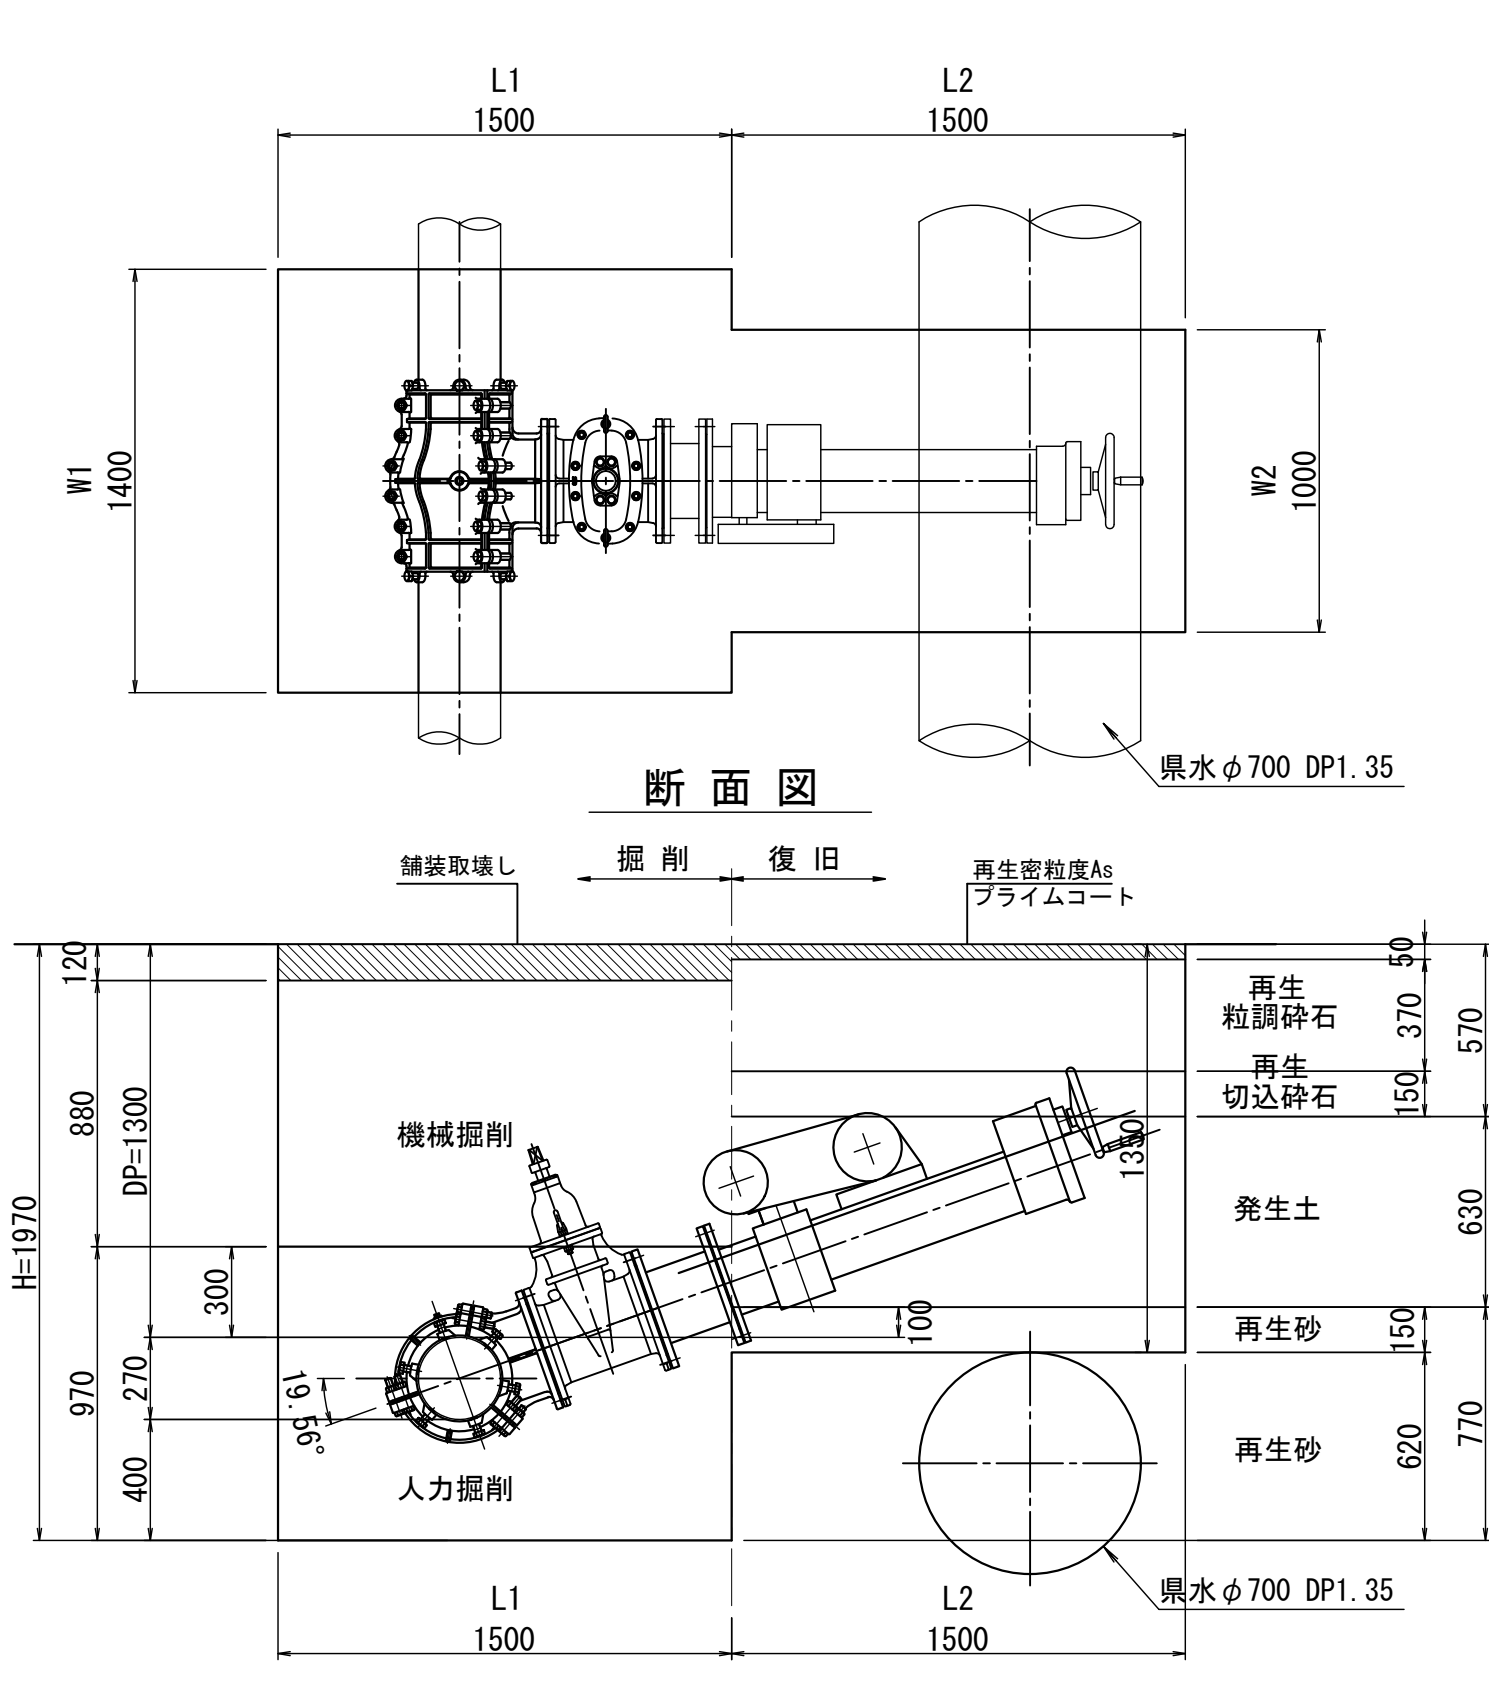 L1
1500
L2
1500
W1
1400
W2
1000
県水φ700 DP1.35
断面図
舗装取壊し
掘削
復旧
再生密粒度As
プライムコート
120
880
970
H=1970
DP=1300
300
270
400
19.56°
機械掘削
人力掘削
1350
100
再生
粒調砕石
再生
切込砕石
発生土
再生砂
再生砂
50
370
150
570
630
150
620
770
県水φ700 DP1.35
L1
1500
L2
1500